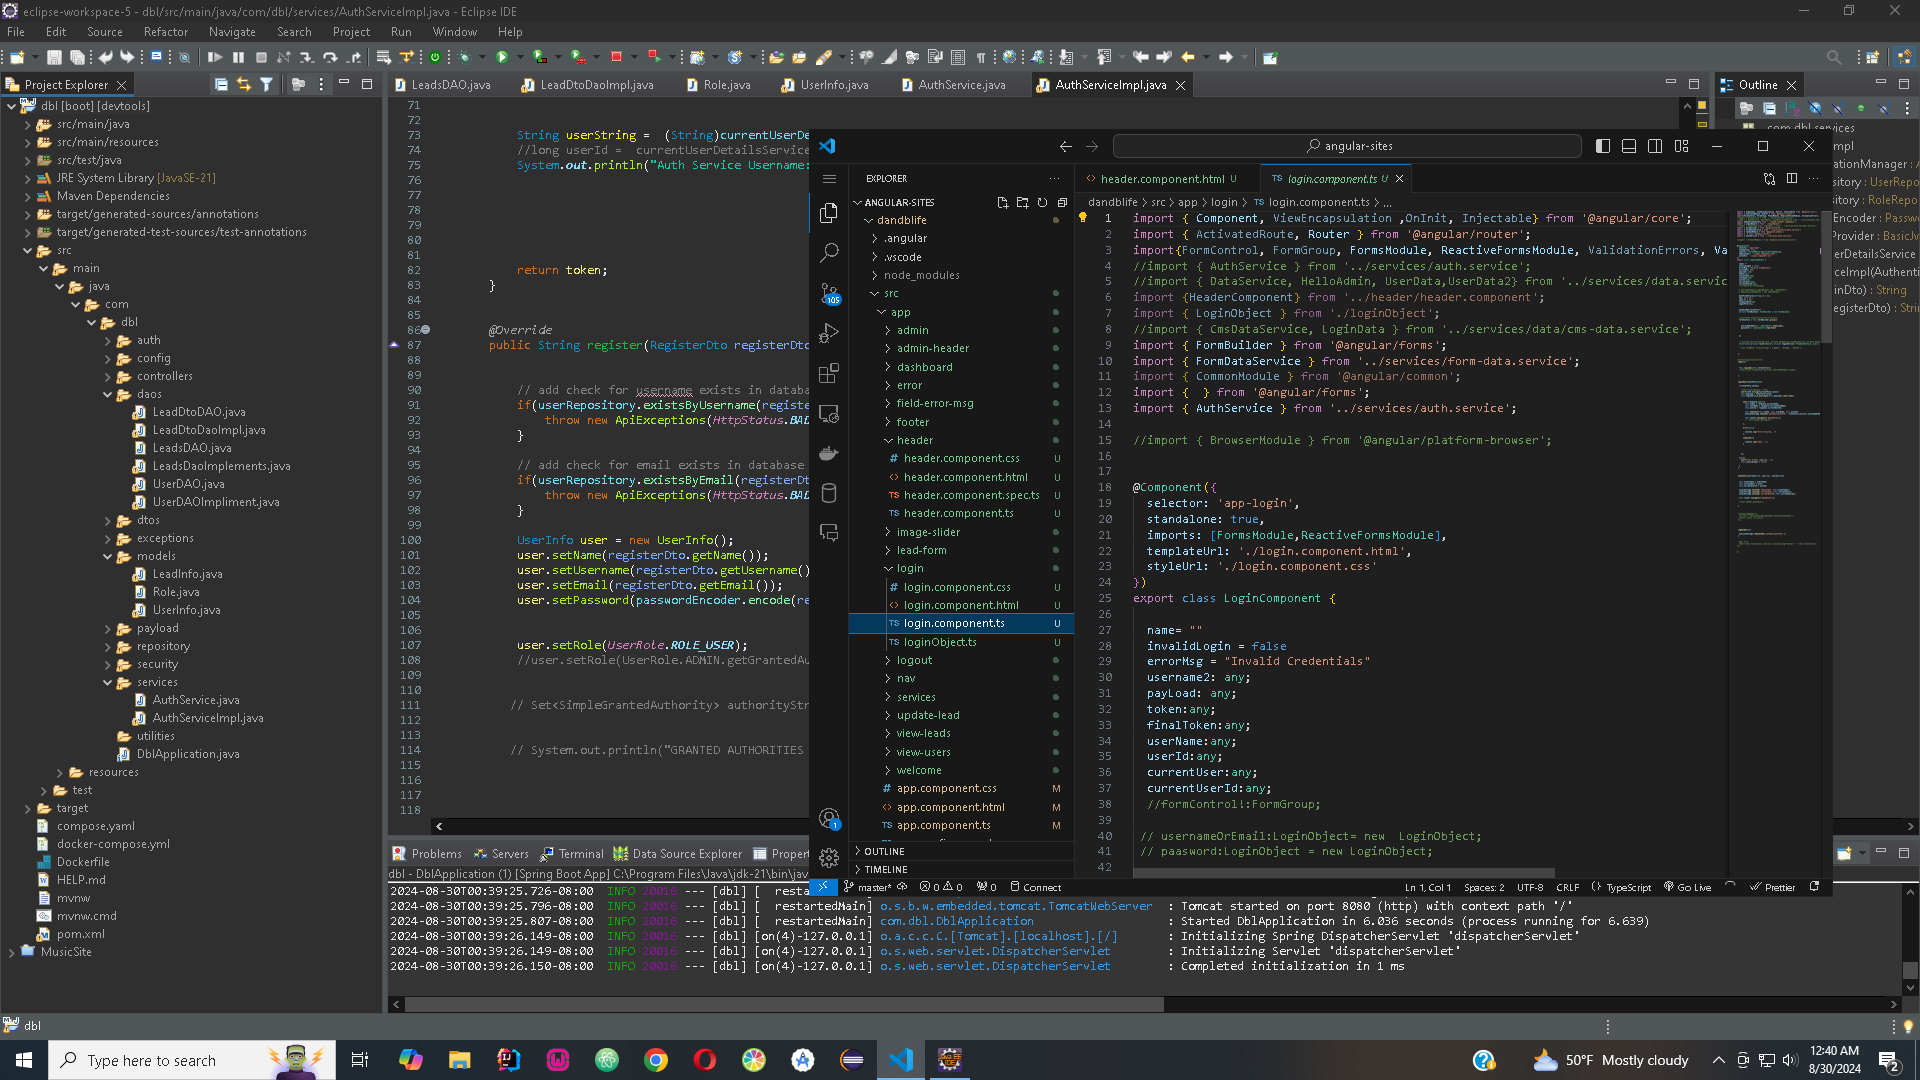 eclipse-workspace-5 - dbl/src/main/java/com/dbl/services/AuthServiceImpl.java - Eclipse IDE
File Edit Source Refactor Navigate Search Project Run Window Help
Project Explorer
LeadsDAO.java LeadDtoDaoImpl.java Role.java UserInfo.java AuthService.java AuthServiceImpl.java
Outline
dbl [boot] [devtools]
src/main/java
src/main/resources
src/test/java
JRE System Library [JavaSE-21]
Maven Dependencies
target/generated-sources/annotations
target/generated-test-sources/test-annotations
src
main
java
com
dbl
auth
config
controllers
daos
LeadDtoDAO.java
LeadDtoDaoImpl.java
LeadsDAO.java
LeadsDaoImplements.java
UserDAO.java
UserDAOImpliment.java
dtos
exceptions
models
LeadInfo.java
Role.java
UserInfo.java
payload
repository
security
services
AuthService.java
AuthServiceImpl.java
utilities
DblApplication.java
resources
test
target
compose.yaml
docker-compose.yml
Dockerfile
HELP.md
mvnw
mvnw.cmd
pom.xml
MusicSite
71
72
73 String userString = (String)currentUserDe
74 //long userId = currentUserDetailsService
75 System.out.println("Auth Service Username:
76
77
78
79
80
81
82 return token;
83 }
84
85
86 @Override
87 public String register(RegisterDto registerDto
88
89
90 // add check for username exists in databas
91 if(userRepository.existsByUsername(registe
92 throw new ApiExceptions(HttpStatus.BAD
93 }
94
95 // add check for email exists in database
96 if(userRepository.existsByEmail(registerDt
97 throw new ApiExceptions(HttpStatus.BAD
98 }
99
100 UserInfo user = new UserInfo();
101 user.setName(registerDto.getName());
102 user.setUsername(registerDto.getUsername()
103 user.setEmail(registerDto.getEmail());
104 user.setPassword(passwordEncoder.encode(re
105
106
107 user.setRole(UserRole.ROLE_USER);
108 //user.setRole(UserRole.ADMIN.getGrantedAu
109
110
111 // Set<SimpleGrantedAuthority> authorityStr
112
113
114 // System.out.println("GRANTED AUTHORITIES
115
116
117
118
angular-sites
EXPLORER
ANGULAR-SITES
dandblife
.angular
.vscode
node_modules
src
app
admin
admin-header
dashboard
error
field-error-msg
footer
header
header.component.css U
header.component.html U
header.component.spec.ts U
header.component.ts U
image-slider
lead-form
login
login.component.css U
login.component.html U
login.component.ts U
loginObject.ts U
logout
nav
services
update-lead
view-leads
view-users
welcome
app.component.css M
app.component.html M
app.component.ts M
OUTLINE
TIMELINE
header.component.html U login.component.ts U
dandblife > src > app > login > TS login.component.ts > ...
1 import { Component, ViewEncapsulation ,OnInit, Injectable} from '@angular/core';
2 import { ActivatedRoute, Router } from '@angular/router';
3 import{FormControl, FormGroup, FormsModule, ReactiveFormsModule, ValidationErrors, Va
4 //import { AuthService } from '../services/auth.service';
5 //import { DataService, HelloAdmin, UserData,UserData2} from '../services/data.servic
6 import {HeaderComponent} from '../header/header.component';
7 import { LoginObject } from './loginObject';
8 //import { CmsDataService, LoginData } from '../services/data/cms-data.service';
9 import { FormBuilder } from '@angular/forms';
10 import { FormDataService } from '../services/form-data.service';
11 import { CommonModule } from '@angular/common';
12 import { } from '@angular/forms';
13 import { AuthService } from '../services/auth.service';
14
15 //import { BrowserModule } from '@angular/platform-browser';
16
17
18 @Component({
19 selector: 'app-login',
20 standalone: true,
21 imports: [FormsModule,ReactiveFormsModule],
22 templateUrl: './login.component.html',
23 styleUrl: './login.component.css'
24 })
25 export class LoginComponent {
26
27 name= ""
28 invalidLogin = false
29 errorMsg = "Invalid Credentials"
30 username2: any;
31 payLoad: any;
32 token:any;
33 finalToken:any;
34 userName:any;
35 userId:any;
36 currentUser:any;
37 currentUserId:any;
38 //formControl!:FormGroup;
39
40 // usernameOrEmail:LoginObject= new LoginObject;
41 // paasword:LoginObject = new LoginObject;
42
master* 0 0 0 Connect Ln 1, Col 1 Spaces: 2 UTF-8 CRLF TypeScript Go Live Prettier
com.dbl.services
mpl
ationManager : A
sitory : UserRepo
sitory : RoleRepo
Encoder : Passwo
Provider : BasicJv
erDetailsService
ceImpl(Authenti
inDto) : String
egisterDto) : Stri
Problems Servers Terminal Data Source Explorer Propert
dbl - DblApplication (1) [Spring Boot App] C:\Program Files\Java\jdk-21\bin\jav
2024-08-30T00:39:25.726-08:00 INFO 20016 --- [dbl] [ resta
2024-08-30T00:39:25.796-08:00 INFO 20016 --- [dbl] [ restartedMain] o.s.b.w.embedded.tomcat.TomcatWebServer : Tomcat started on port 8080 (http) with context path '/'
2024-08-30T00:39:25.807-08:00 INFO 20016 --- [dbl] [ restartedMain] com.dbl.DblApplication : Started DblApplication in 6.036 seconds (process running for 6.639)
2024-08-30T00:39:26.149-08:00 INFO 20016 --- [dbl] [on(4)-127.0.0.1] o.a.c.c.C.[Tomcat].[localhost].[/] : Initializing Spring DispatcherServlet 'dispatcherServlet'
2024-08-30T00:39:26.149-08:00 INFO 20016 --- [dbl] [on(4)-127.0.0.1] o.s.web.servlet.DispatcherServlet : Initializing Servlet 'dispatcherServlet'
2024-08-30T00:39:26.150-08:00 INFO 20016 --- [dbl] [on(4)-127.0.0.1] o.s.web.servlet.DispatcherServlet : Completed initialization in 1 ms
dbl
Type here to search
50°F Mostly cloudy
12:40 AM
8/30/2024
2